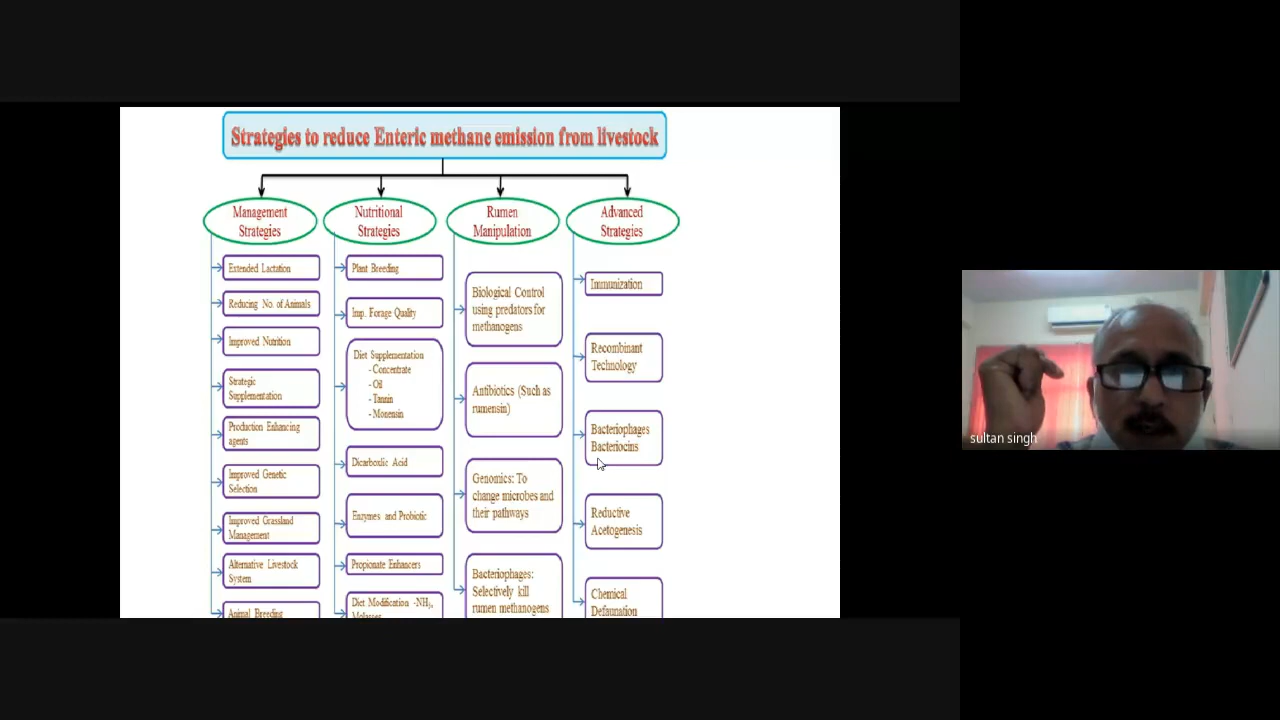 Strategies to reduce Enteric methane emission from livestock
Management
Strategies
Extended Lactation
Reducing No. of Animals
Improved Nutrition
Strategic
Supplementation
Production Enhancing
agents
Improved Genetic
Selection
Improved Grassland
Management
Alternative Livestock
System
Animal Breeding
Nutritional
Strategies
Plant Breeding
Imp. Forage Quality
Diet Supplementation
- Concentrate
- Oil
- Tannin
- Monensin
Dicarboxlic Acid
Enzymes and Probiotic
Propionate Enhancers
Diet Modification -NH3,
Molasses
Rumen
Manipulation
Biological Control
using predators for
methanogens
Antibiotics (Such as
rumensin)
Genomics: To
change microbes and
their pathways
Bacteriophages:
Selectively kill
rumen methanogens
Advanced
Strategies
Immunization
Recombinant
Technology
Bacteriophages
Bacteriocins
Reductive
Acetogenesis
Chemical
Defaunation
sultan singh